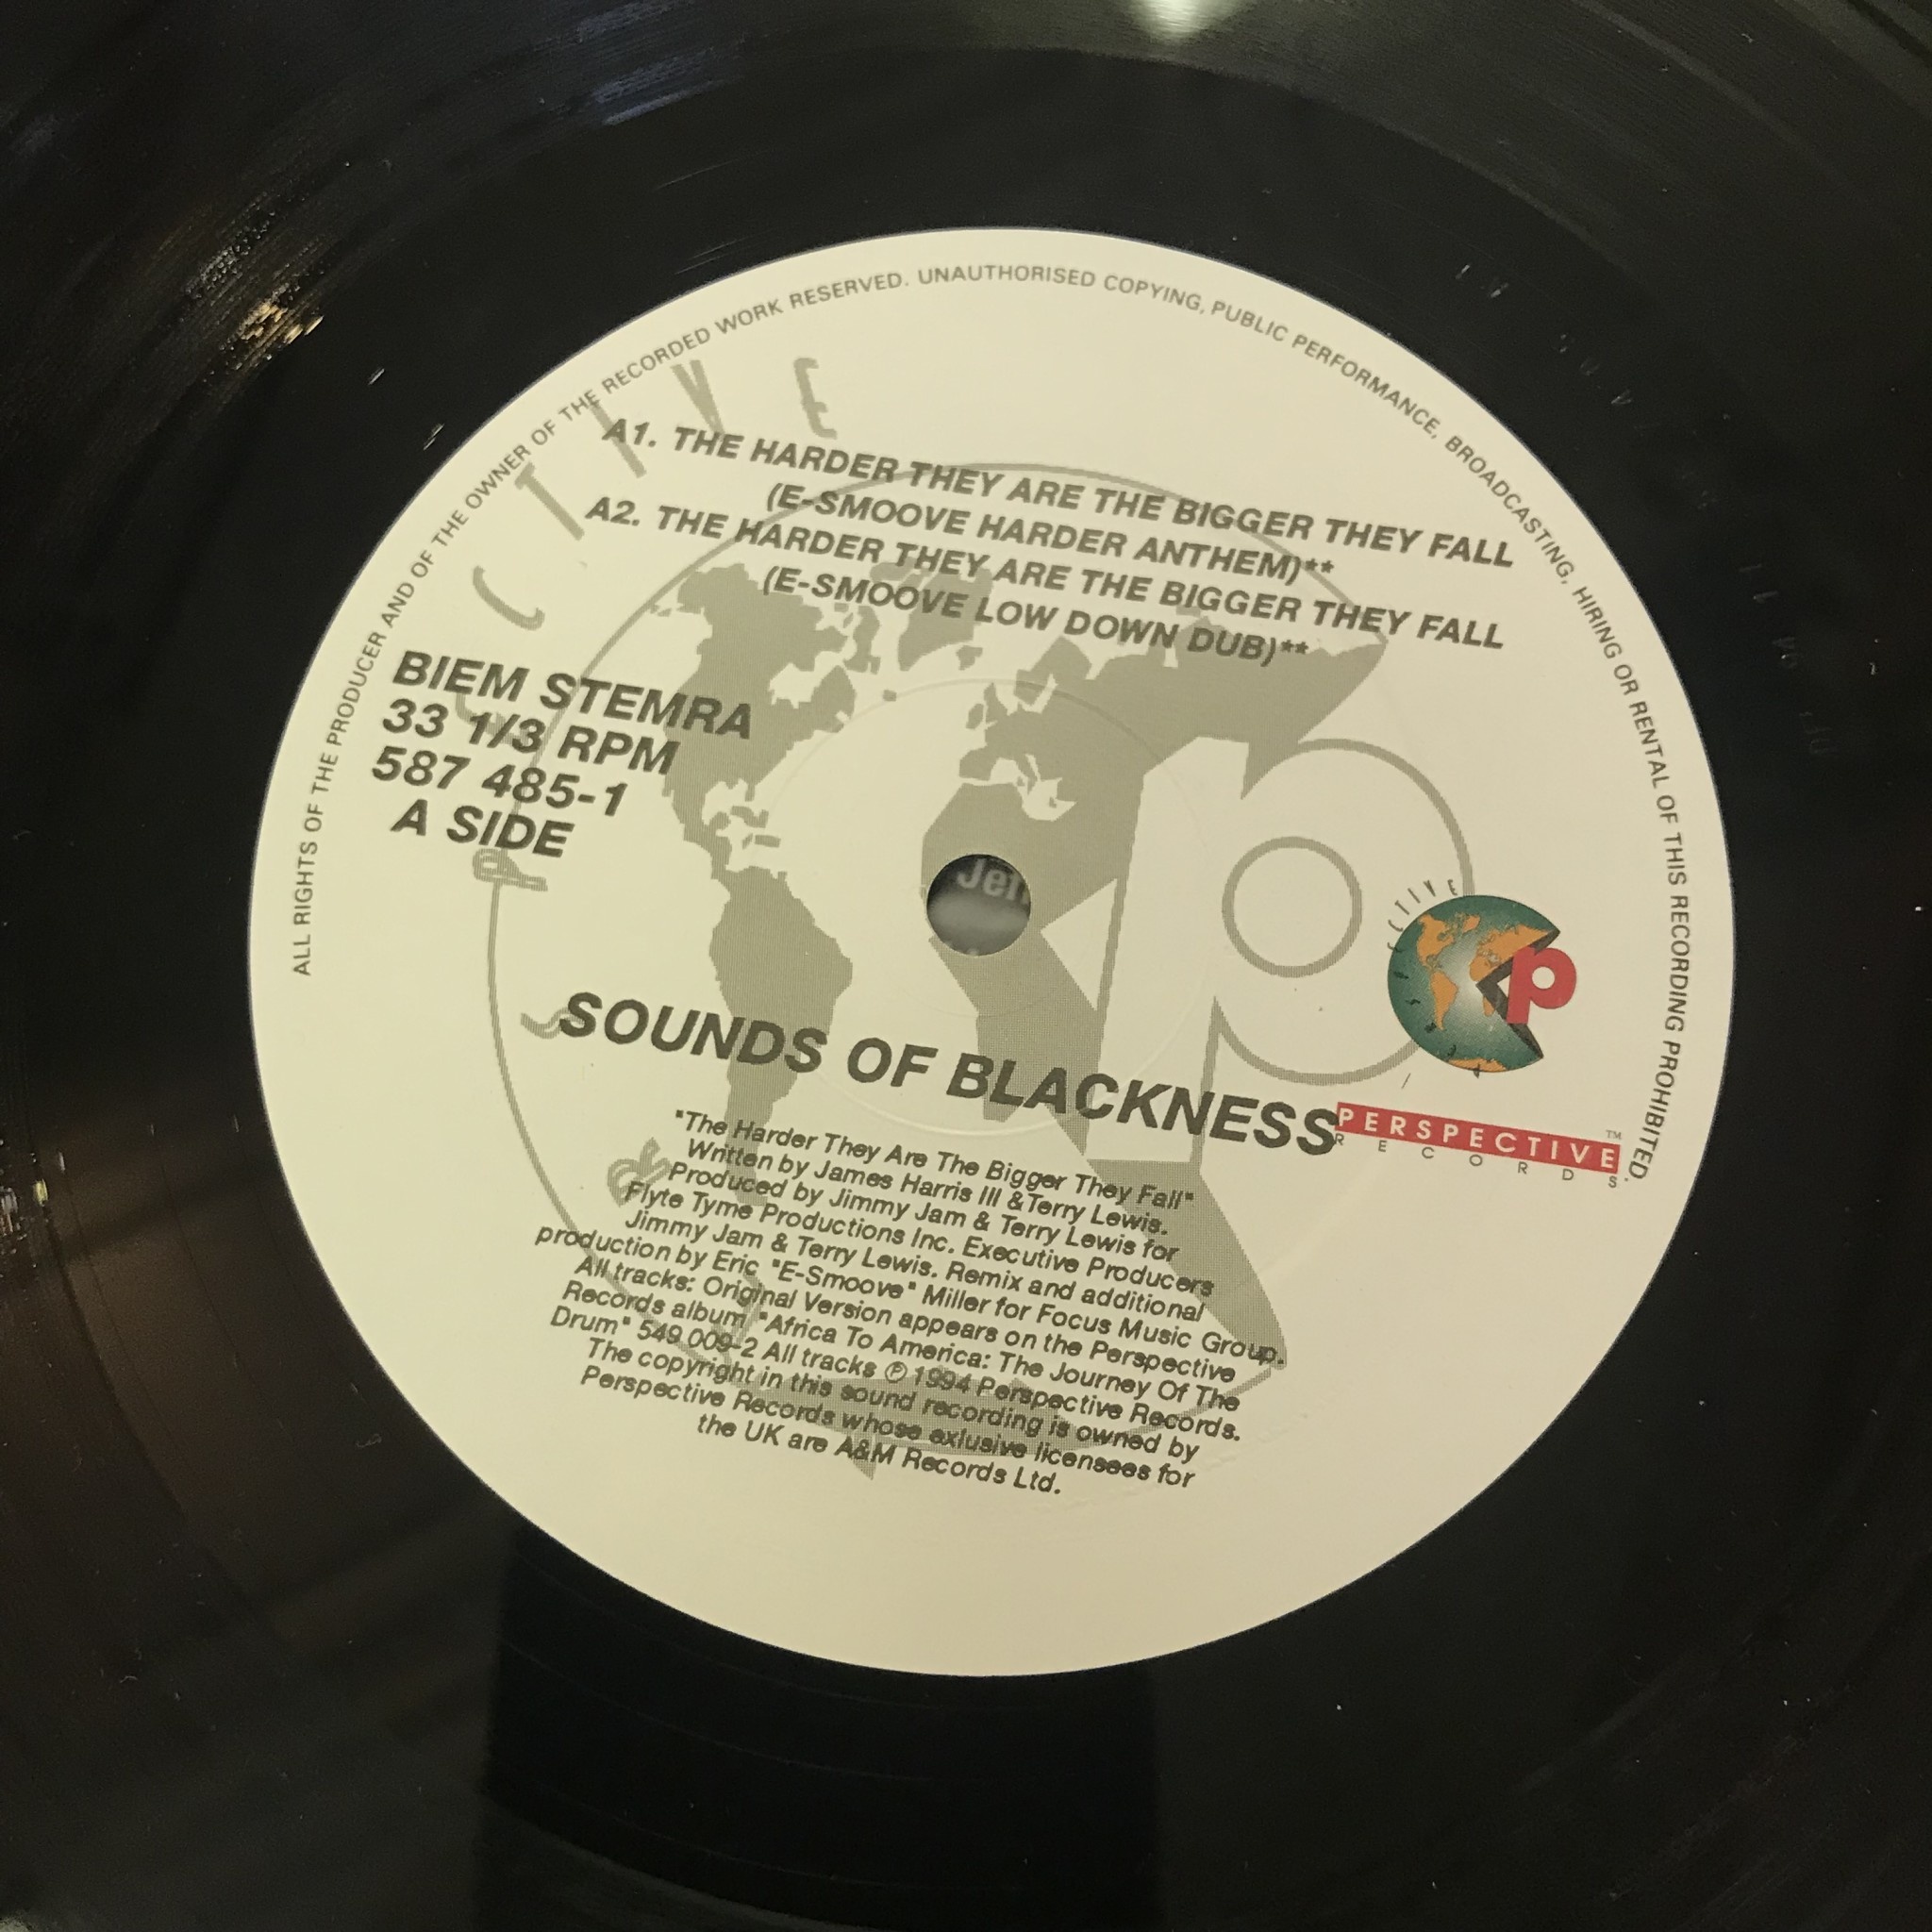 ALL RIGHTS OF THE PRODUCER AND OF THE OWNER OF THE RECORDED WORK RESERVED. UNAUTHORISED COPYING, PUBLIC PERFORMANCE, BROADCASTING, HIRING OR RENTAL OF THIS RECORDING PROHIBITED.
A1. THE HARDER THEY ARE THE BIGGER THEY FALL
(E-SMOOVE HARDER ANTHEM)**
A2. THE HARDER THEY ARE THE BIGGER THEY FALL
(E-SMOOVE LOW DOWN DUB)**
BIEM STEMRA
33 1/3 RPM
587 485-1
A SIDE
Jef
p
SOUNDS OF BLACKNESS
PERSPECTIVE™
RECORDS
"The Harder They Are The Bigger They Fall"
Written by James Harris III &Terry Lewis.
Produced by Jimmy Jam & Terry Lewis for
Flyte Tyme Productions Inc. Executive Producers
Jimmy Jam & Terry Lewis. Remix and additional
production by Eric "E-Smoove" Miller for Focus Music Group.
All tracks: Original Version appears on the Perspective
Records album "Africa To America: The Journey Of The
Drum" 549 009-2 All tracks ℗ 1994 Perspective Records.
The copyright in this sound recording is owned by
Perspective Records whose exlusive licensees for
the UK are A&M Records Ltd.